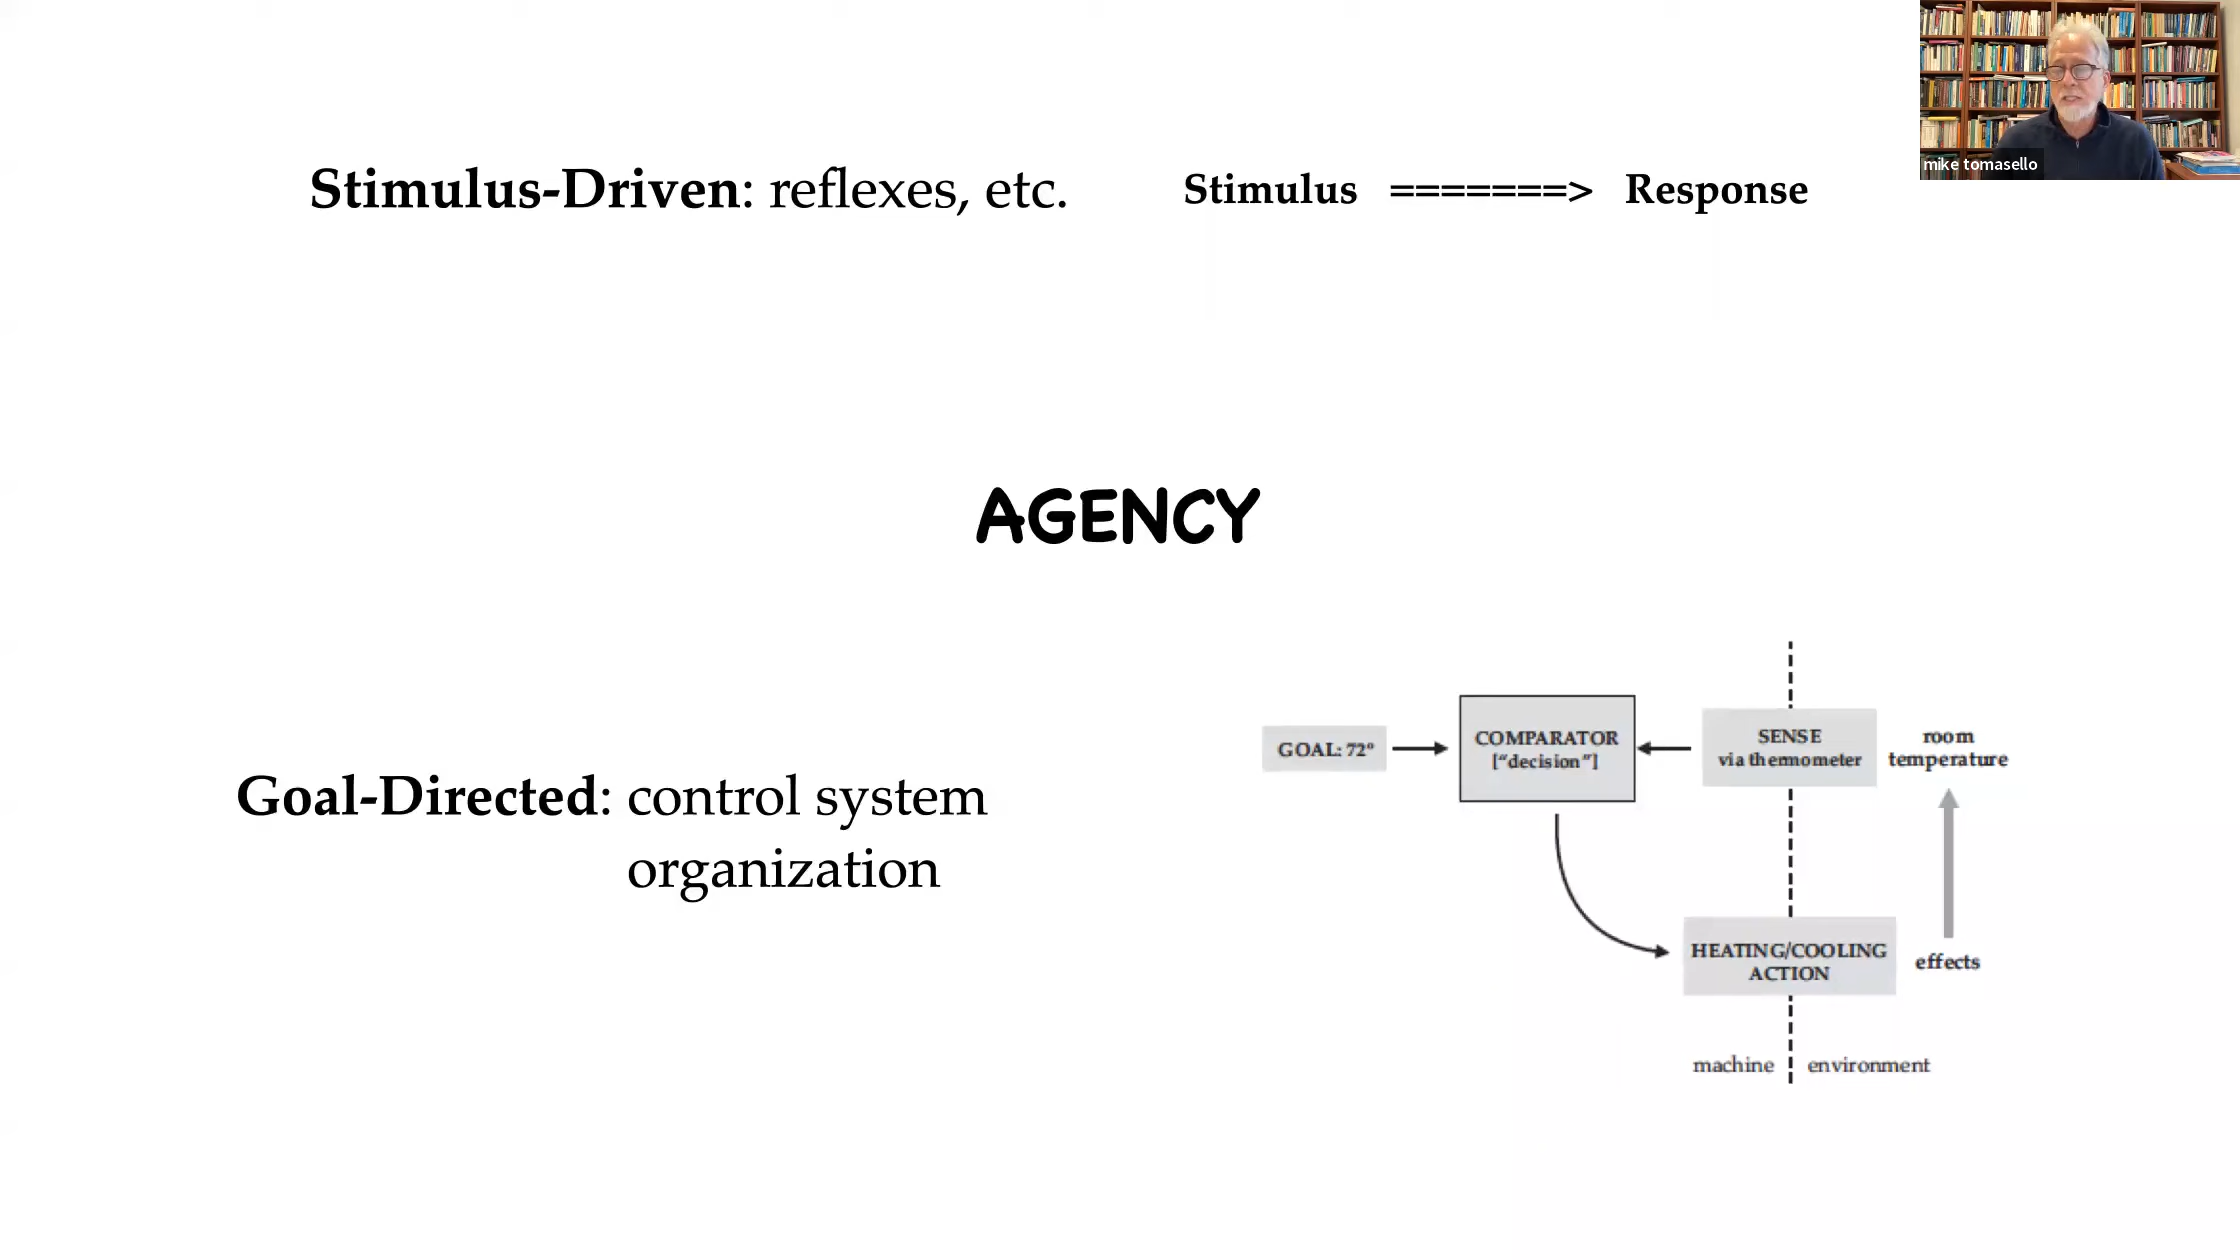 mike tomasello
Stimulus-Driven: reflexes, etc.
Stimulus =======> Response
AGENCY
Goal-Directed: control system
organization
GOAL: 72°
COMPARATOR
["decision"]
SENSE
via thermometer
room
temperature
HEATING/COOLING
ACTION
effects
machine
environment